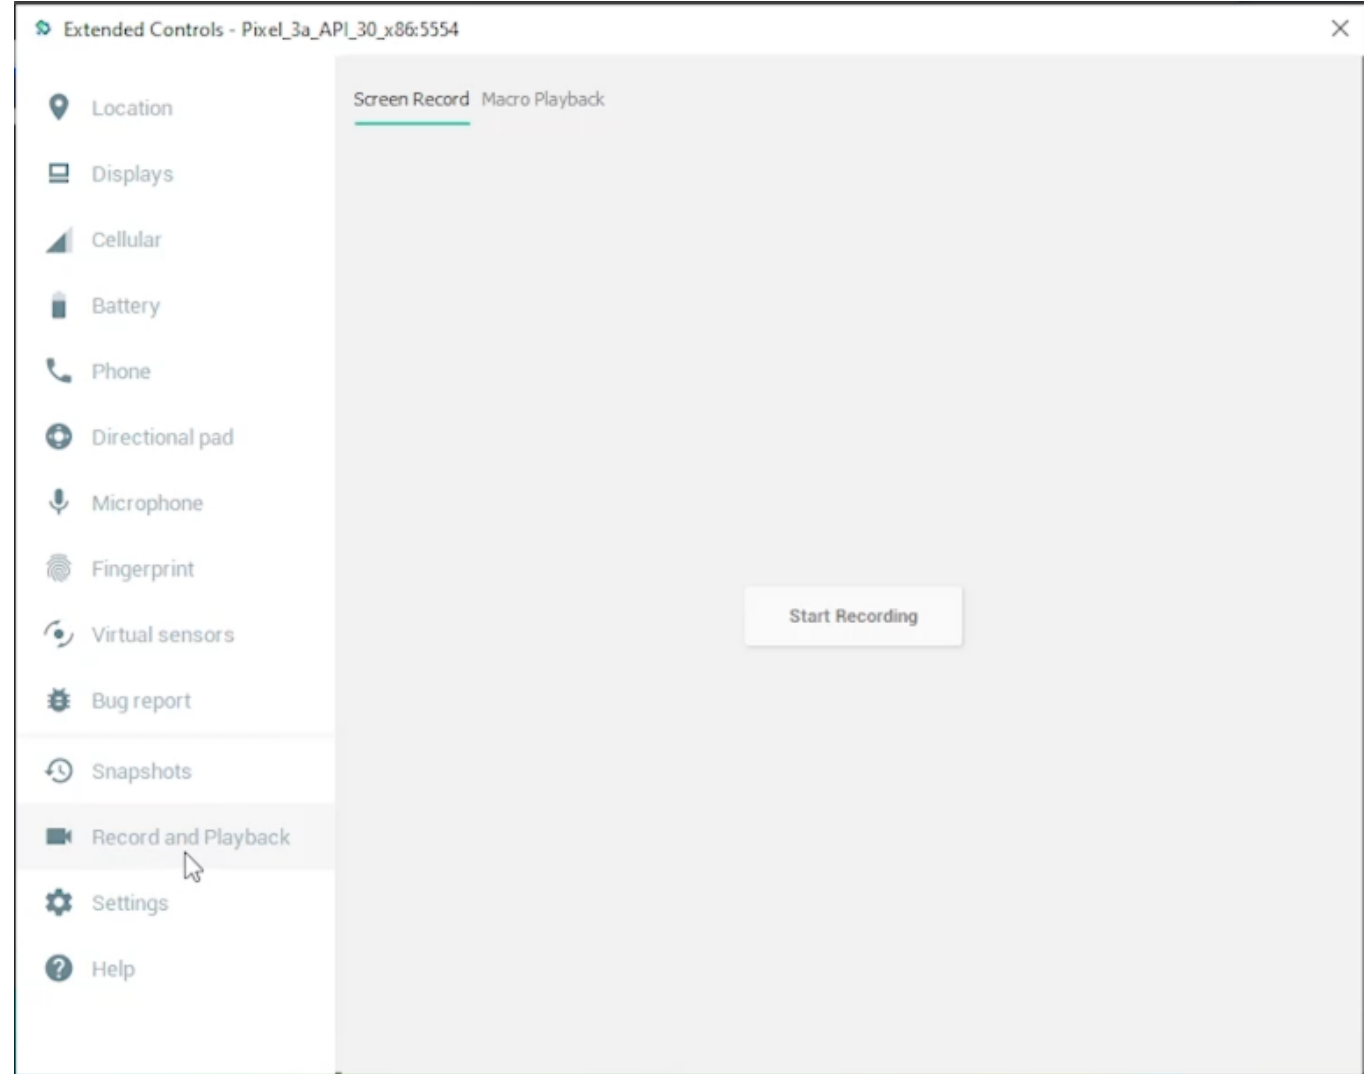 Extended Controls - Pixel_3a_API_30_x86:5554
Location
Displays
Cellular
Battery
Phone
Directional pad
Microphone
Fingerprint
Virtual sensors
Bug report
Snapshots
Record and Playback
Settings
Help
Screen Record Macro Playback
Start Recording